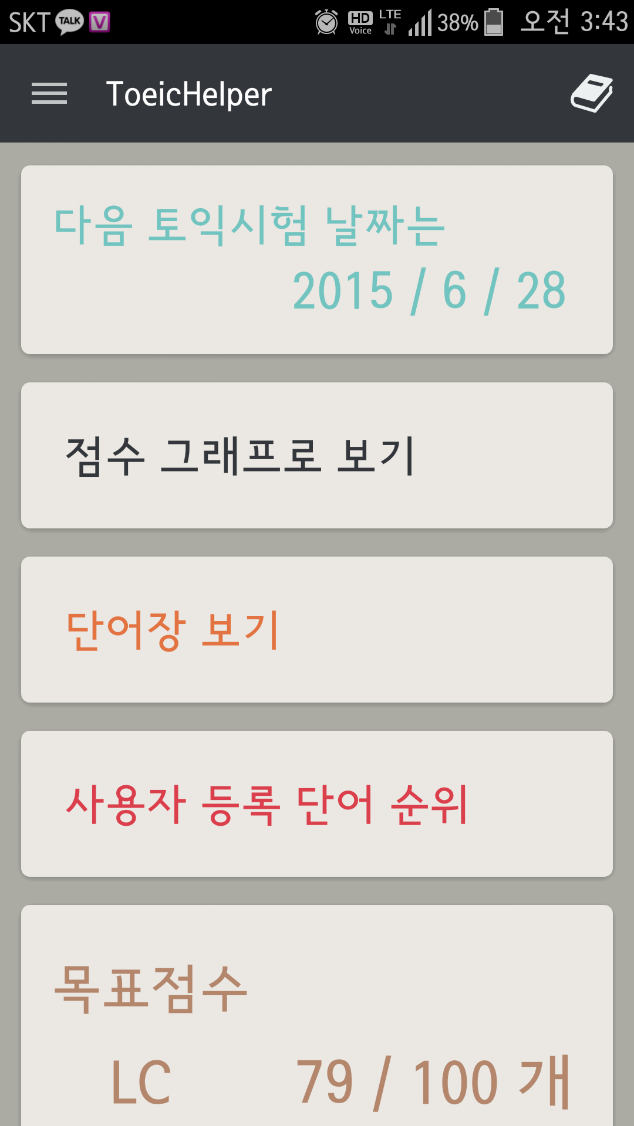 SKT TALK V HD Voice LTE 38% 오전 3:43
ToeicHelper
다음 토익시험 날짜는
2015 / 6 / 28
점수 그래프로 보기
단어장 보기
사용자 등록 단어 순위
목표점수
LC 79 / 100 개